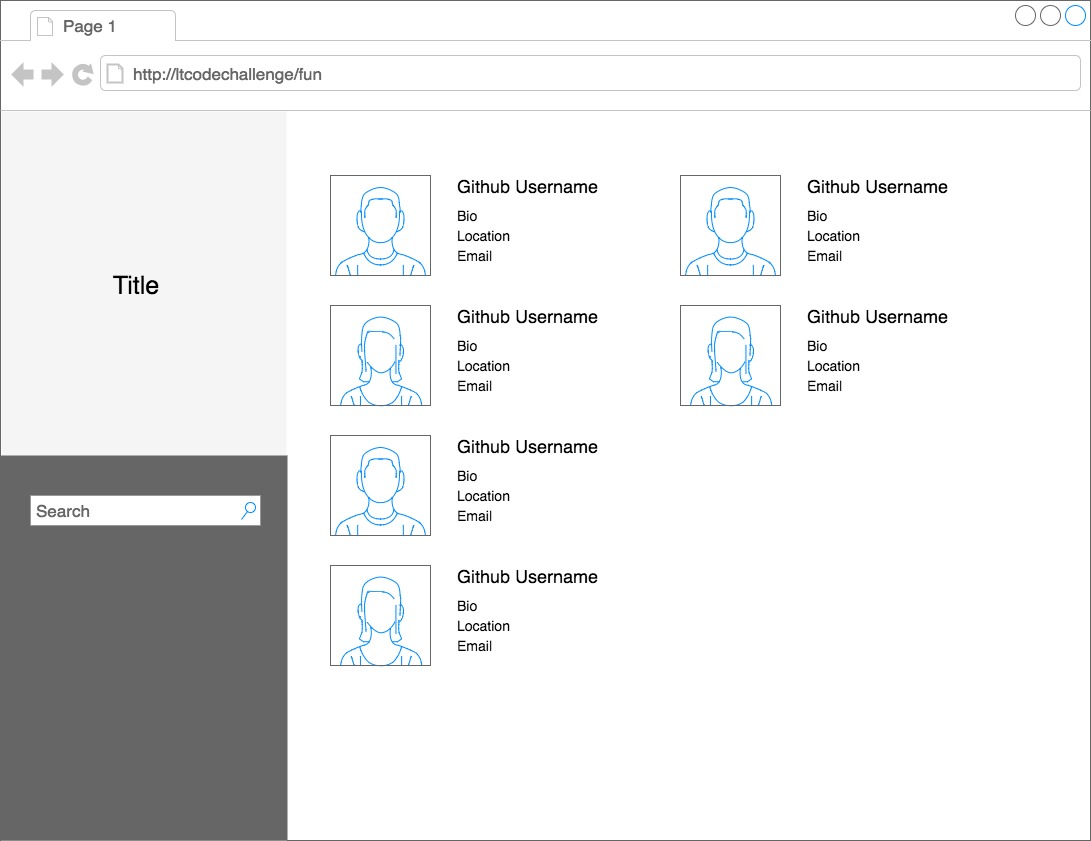 Page 1
http://ltcodechallenge/fun
Title
Search
Github Username
Bio
Location
Email
Github Username
Bio
Location
Email
Github Username
Bio
Location
Email
Github Username
Bio
Location
Email
Github Username
Bio
Location
Email
Github Username
Bio
Location
Email